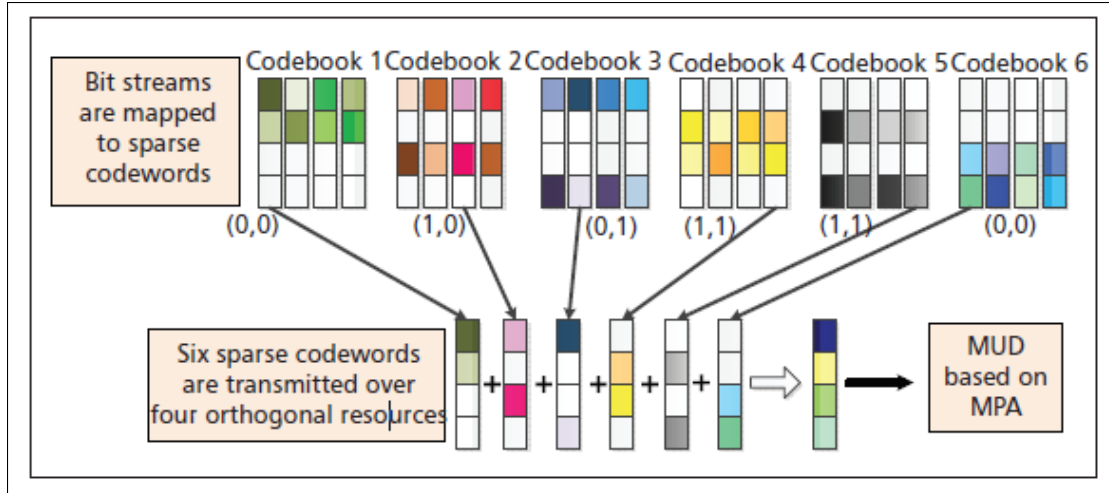 Codebook 1 Codebook 2 Codebook 3 Codebook 4 Codebook 5 Codebook 6
Bit streams
are mapped
to sparse
codewords
(0,0) (1,0) (0,1) (1,1) (1,1) (0,0)
Six sparse codewords
are transmitted over
four orthogonal resources
+ + + + +
MUD
based on
MPA